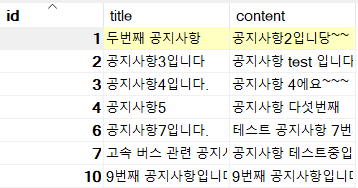 id title content
1 두번째 공지사항 공지사항2입니당~~
2 공지사항3입니다 공지사항 test 입니다
3 공지사항4입니다. 공지사항 4에요~~~
4 공지사항5 공지사항 다섯번째
6 공지사항7입니다. 테스트 공지사항 7번
7 고속 버스 관련 공지사 공지사항 테스트중입
10 9번째 공지사항입니다 9번째 공지사항입니